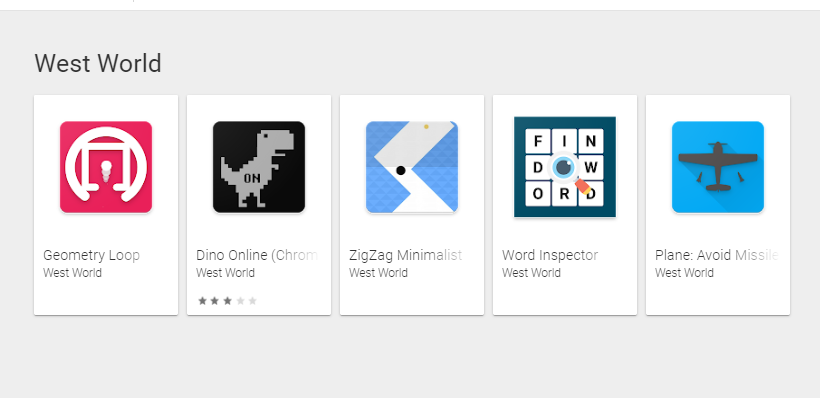 West World
ON
F I N
D W
O R D
Geometry Loop
West World
Dino Online (Chrom
West World
ZigZag Minimalist
West World
Word Inspector
West World
Plane: Avoid Missile
West World